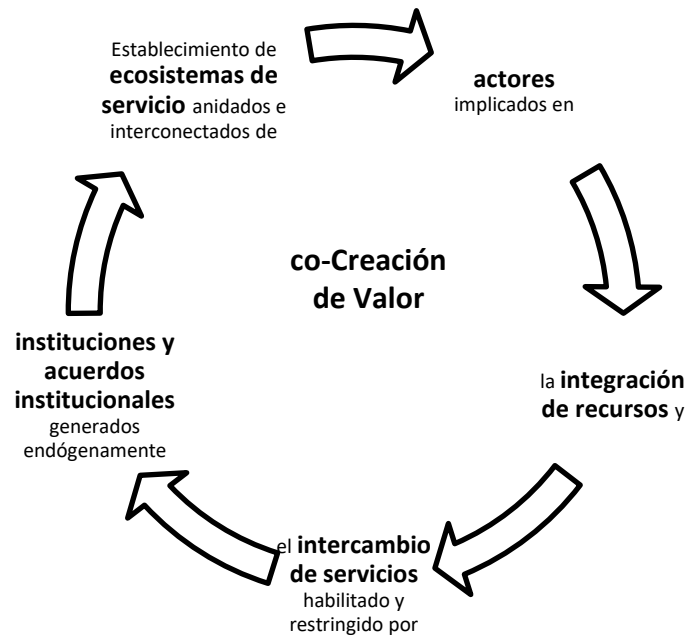 Establecimiento de
ecosistemas de
servicio anidados e
interconectados de
actores
implicados en
la integración
de recursos y
el intercambio
de servicios
habilitado y
restringido por
instituciones y
acuerdos
institucionales
generados
endógenamente
co-Creación
de Valor